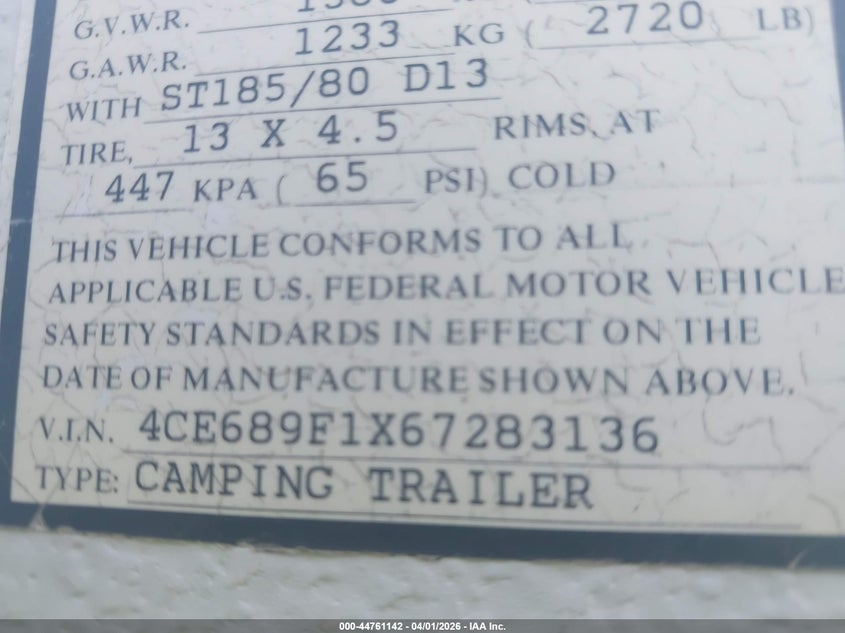 G.V.W.R.
G.A.W.R. 1233 KG ( 2720 LB)
WITH ST185/80 D13
TIRE, 13 X 4.5 RIMS, AT
447 KPA ( 65 PSI) COLD
THIS VEHICLE CONFORMS TO ALL
APPLICABLE U.S. FEDERAL MOTOR VEHICLE
SAFETY STANDARDS IN EFFECT ON THE
DATE OF MANUFACTURE SHOWN ABOVE.
V.I.N. 4CE689F1X67283136
TYPE: CAMPING TRAILER
000-44761142 - 04/01/2026 - IAA Inc.